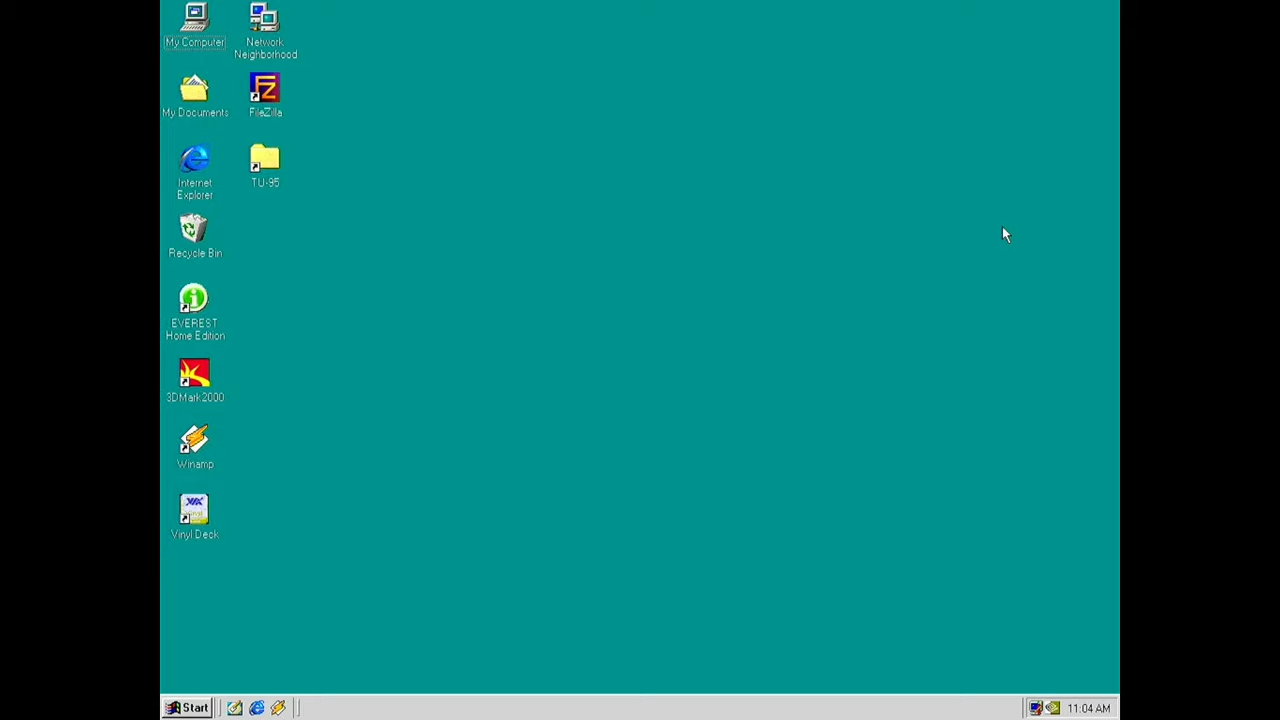 My Computer
Network
Neighborhood
My Documents
FileZilla
Internet
Explorer
TU-95
Recycle Bin
EVEREST
Home Edition
3DMark2000
Winamp
VIA
Vinyl Deck
Start
11:04 AM